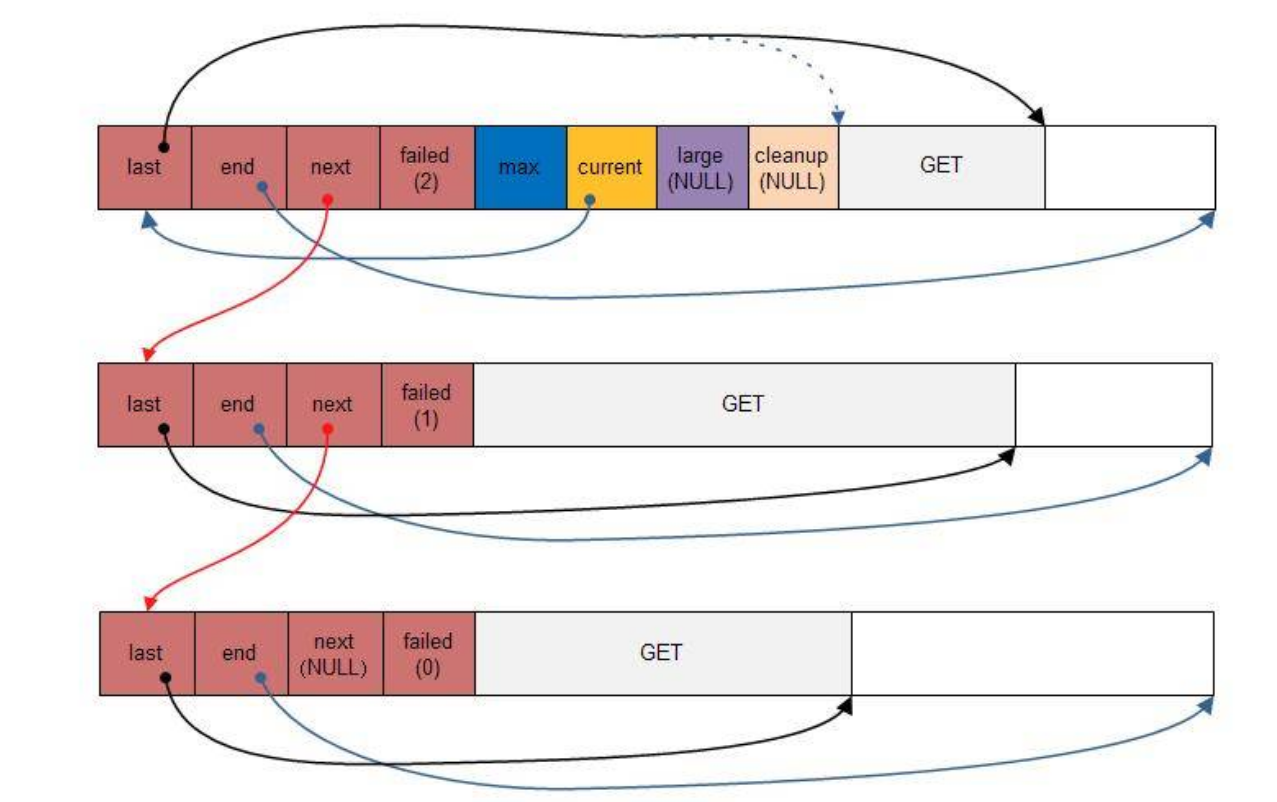 last
end
next
failed
(2)
max
current
large
(NULL)
cleanup
(NULL)
GET
last
end
next
failed
(1)
GET
last
end
next
(NULL)
failed
(0)
GET